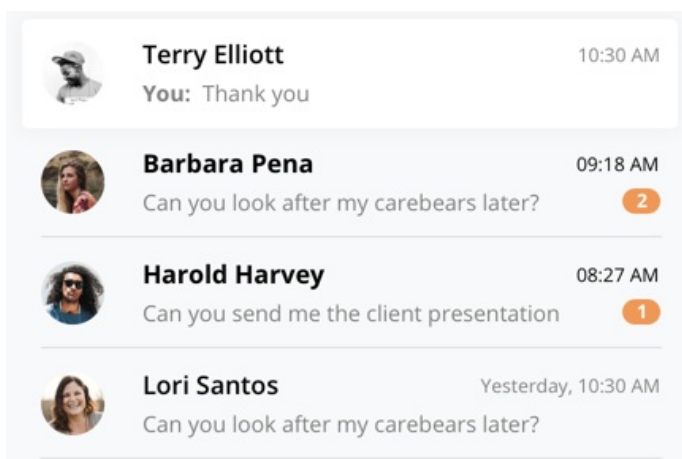 Terry Elliott 10:30 AM
You: Thank you
Barbara Pena 09:18 AM
Can you look after my carebears later? 2
Harold Harvey 08:27 AM
Can you send me the client presentation 1
Lori Santos Yesterday, 10:30 AM
Can you look after my carebears later?